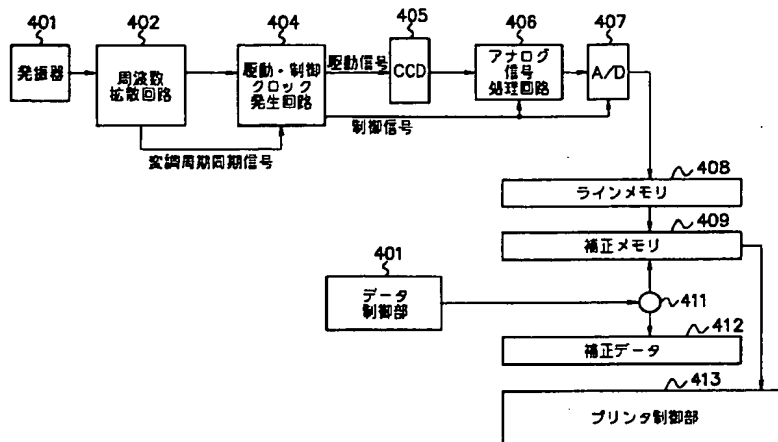 401
402
404
405
406
407
発振器
周波数
拡散回路
駆動・制御
クロック
発生回路
駆動信号
CCD
アナログ
信号
処理回路
A/D
制御信号
変調周期同期信号
408
ラインメモリ
409
補正メモリ
401
データ
制御部
411
412
補正データ
413
プリンタ制御部